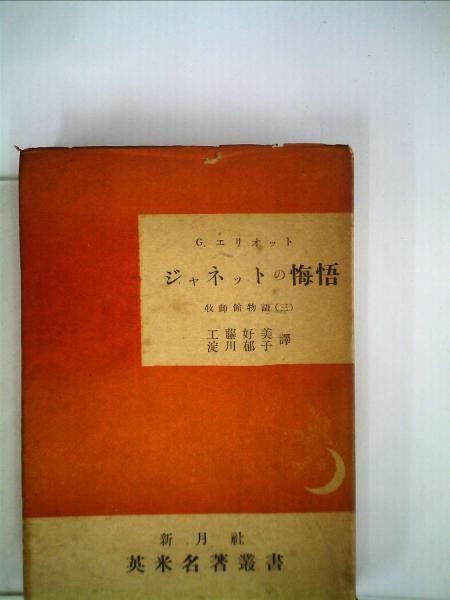 G. エリオット
ジャネットの悔悟
牧師館物語(三)
工藤好美
淀川郁子 譯
新月社
英米名著叢書